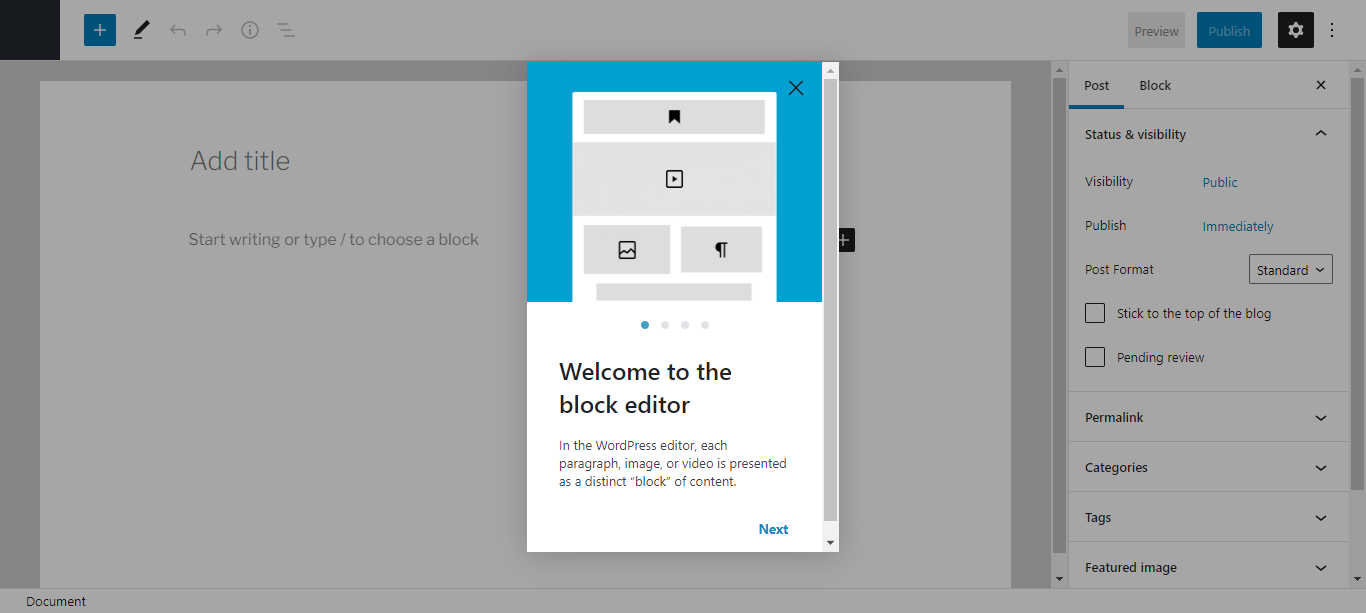 Preview
Publish
Add title
Start writing or type / to choose a block
Welcome to the
block editor
In the WordPress editor, each
paragraph, image, or video is presented
as a distinct “block” of content.
Next
Post Block
Status & visibility
Visibility Public
Publish Immediately
Post Format Standard
Stick to the top of the blog
Pending review
Permalink
Categories
Tags
Featured image
Document